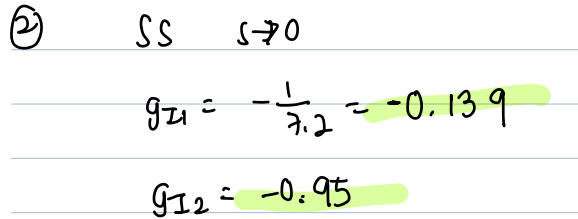 ② SS s→0
g_I1 = -1/7.2 = -0.139
g_I2 = -0.95